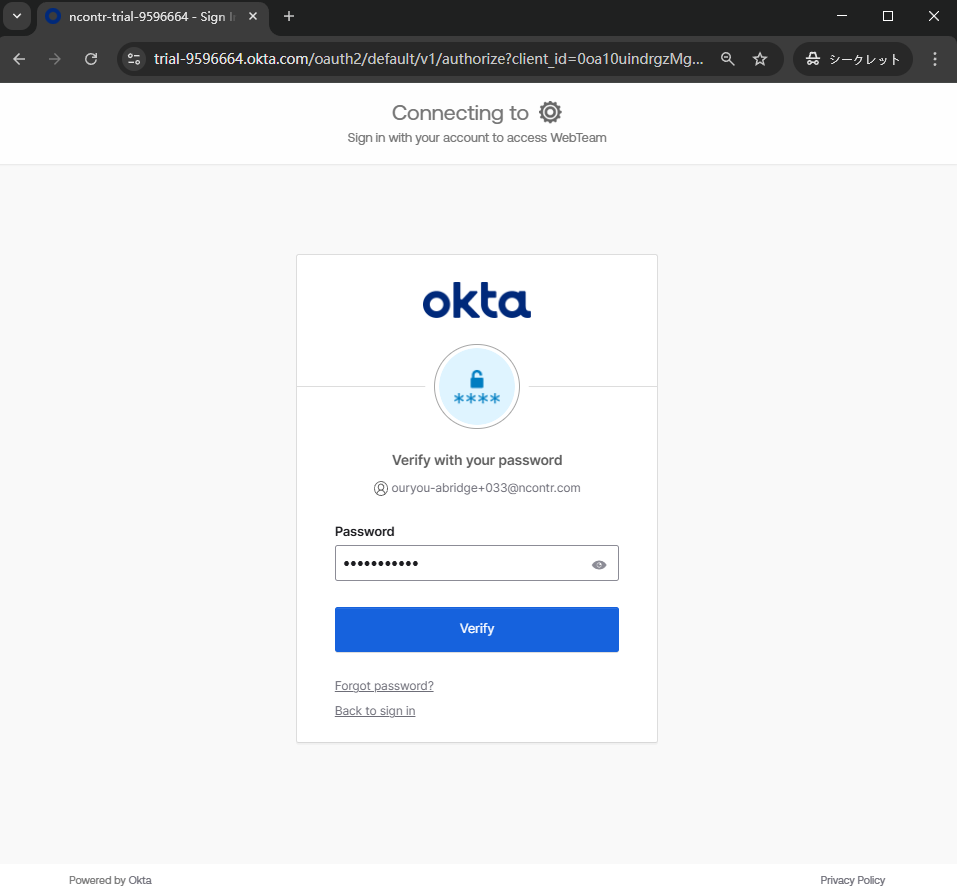 ncontr-trial-9596664 - Sign I
trial-9596664.okta.com/oauth2/default/v1/authorize?client_id=0oa10uindrgzMg...
シークレット
Connecting to
Sign in with your account to access WebTeam
okta
****
Verify with your password
ouryou-abridge+033@ncontr.com
Password
•••••••••••
Verify
Forgot password?
Back to sign in
Powered by Okta
Privacy Policy